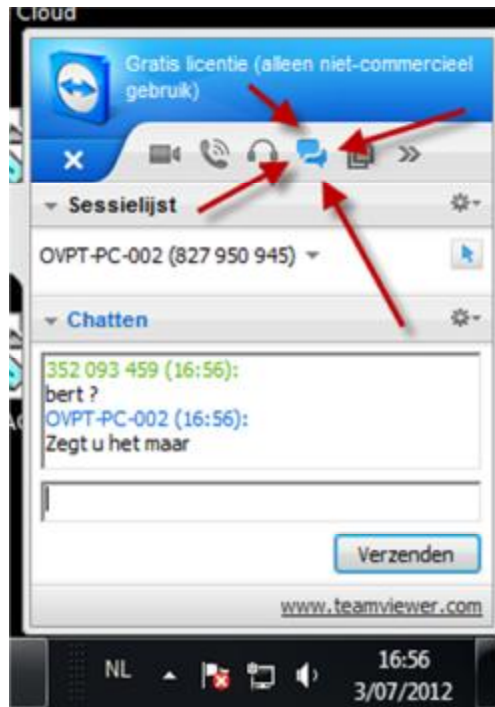 Cloud
Gratis licentie (alleen niet-commercieel
gebruik)
Sessielijst
OVPT-PC-002 (827 950 945)
Chatten
352 093 459 (16:56):
bert ?
OVPT-PC-002 (16:56):
Zegt u het maar
Verzenden
www.teamviewer.com
NL
16:56
3/07/2012